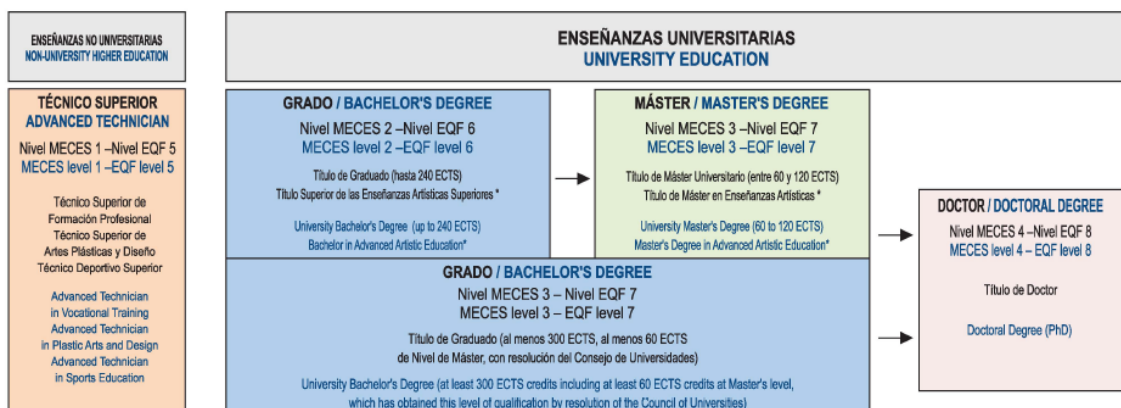 ENSEÑANZAS NO UNIVERSITARIAS
NON-UNIVERSITY HIGHER EDUCATION
ENSEÑANZAS UNIVERSITARIAS
UNIVERSITY EDUCATION
TÉCNICO SUPERIOR
ADVANCED TECHNICIAN
Nivel MECES 1 –Nivel EQF 5
MECES level 1 –EQF level 5
Técnico Superior de
Formación Profesional
Técnico Superior de
Artes Plásticas y Diseño
Técnico Deportivo Superior
Advanced Technician
in Vocational Training
Advanced Technician
in Plastic Arts and Design
Advanced Technician
in Sports Education
GRADO / BACHELOR'S DEGREE
Nivel MECES 2 –Nivel EQF 6
MECES level 2 –EQF level 6
Título de Graduado (hasta 240 ECTS)
Título Superior de las Enseñanzas Artísticas Superiores *
University Bachelor's Degree (up to 240 ECTS)
Bachelor in Advanced Artistic Education*
MÁSTER / MASTER'S DEGREE
Nivel MECES 3 –Nivel EQF 7
MECES level 3 –EQF level 7
Título de Máster Universitario (entre 60 y 120 ECTS)
Título de Máster en Enseñanzas Artísticas *
University Master's Degree (60 to 120 ECTS)
Master's Degree in Advanced Artistic Education*
GRADO / BACHELOR'S DEGREE
Nivel MECES 3 – Nivel EQF 7
MECES level 3 – EQF level 7
Título de Graduado (al menos 300 ECTS, al menos 60 ECTS
de Nivel de Máster, con resolución del Consejo de Universidades)
University Bachelor's Degree (at least 300 ECTS credits including at least 60 ECTS credits at Master's level,
which has obtained this level of qualification by resolution of the Council of Universities)
DOCTOR / DOCTORAL DEGREE
Nivel MECES 4 –Nivel EQF 8
MECES level 4 – EQF level 8
Título de Doctor
Doctoral Degree (PhD)